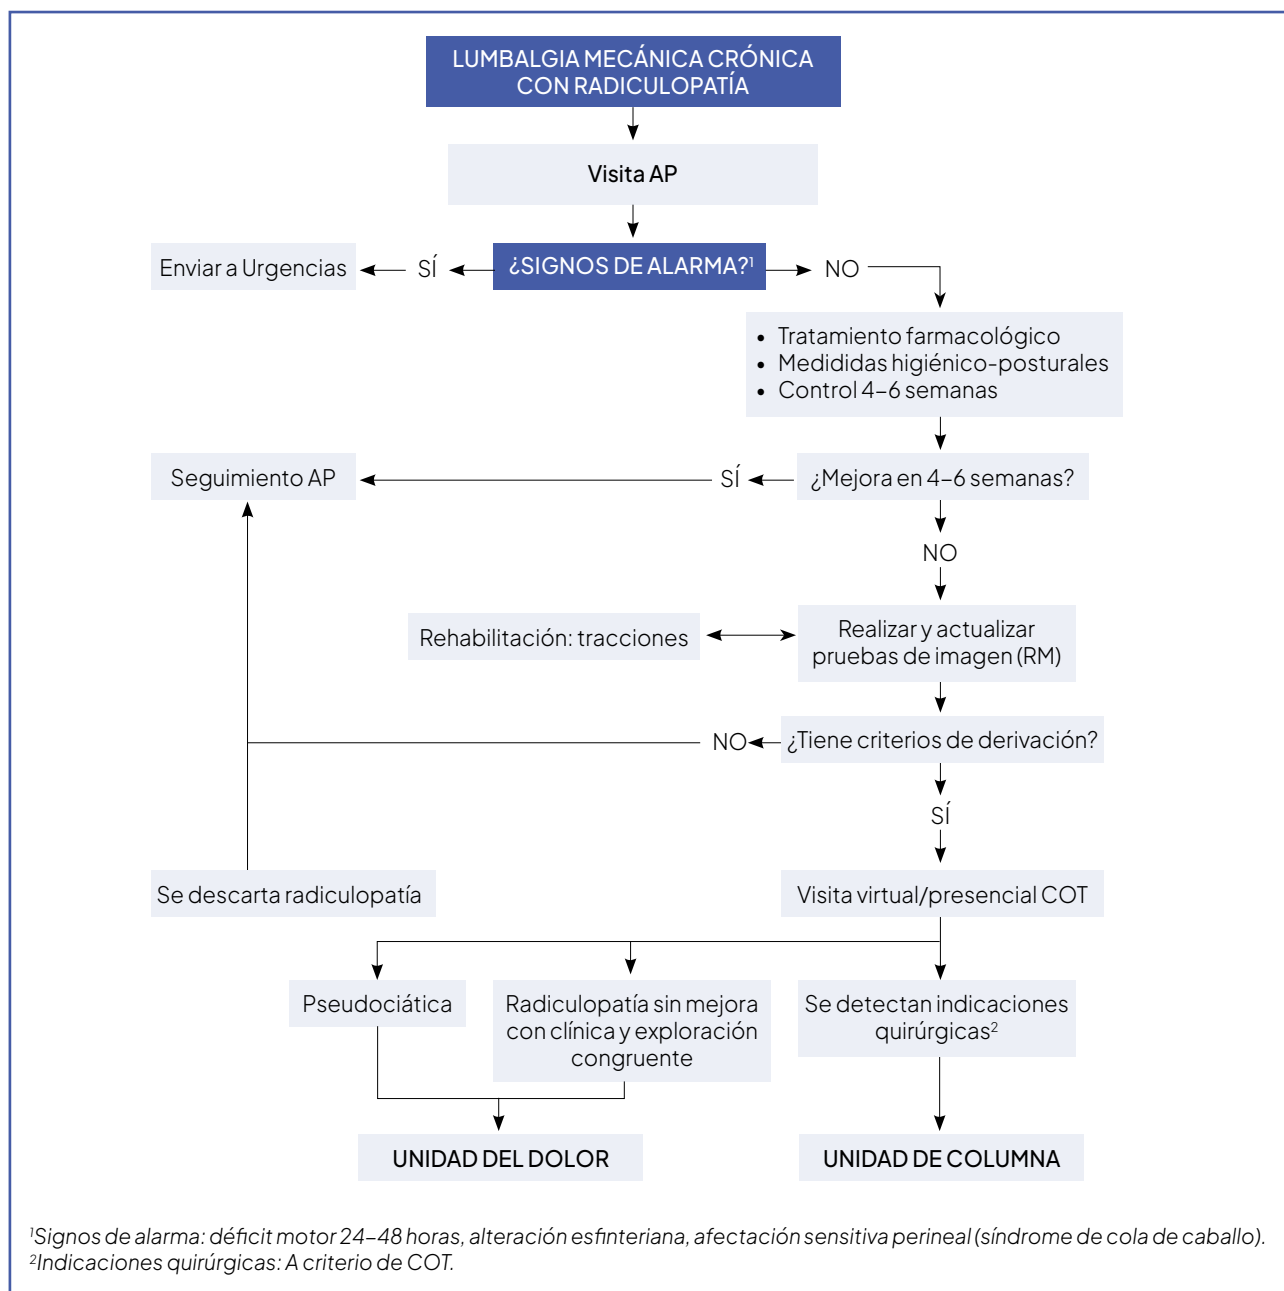 LUMBALGIA MECÁNICA CRÓNICA
CON RADICULOPATÍA
Visita AP
¿SIGNOS DE ALARMA?¹
SÍ
Enviar a Urgencias
NO
• Tratamiento farmacológico
• Medididas higiénico-posturales
• Control 4–6 semanas
¿Mejora en 4–6 semanas?
SÍ
Seguimiento AP
NO
Realizar y actualizar
pruebas de imagen (RM)
Rehabilitación: tracciones
¿Tiene criterios de derivación?
NO
SÍ
Se descarta radiculopatía
Visita virtual/presencial COT
Pseudociática
Radiculopatía sin mejora
con clínica y exploración
congruente
Se detectan indicaciones
quirúrgicas²
UNIDAD DEL DOLOR
UNIDAD DE COLUMNA
¹Signos de alarma: déficit motor 24–48 horas, alteración esfinteriana, afectación sensitiva perineal (síndrome de cola de caballo).
²Indicaciones quirúrgicas: A criterio de COT.